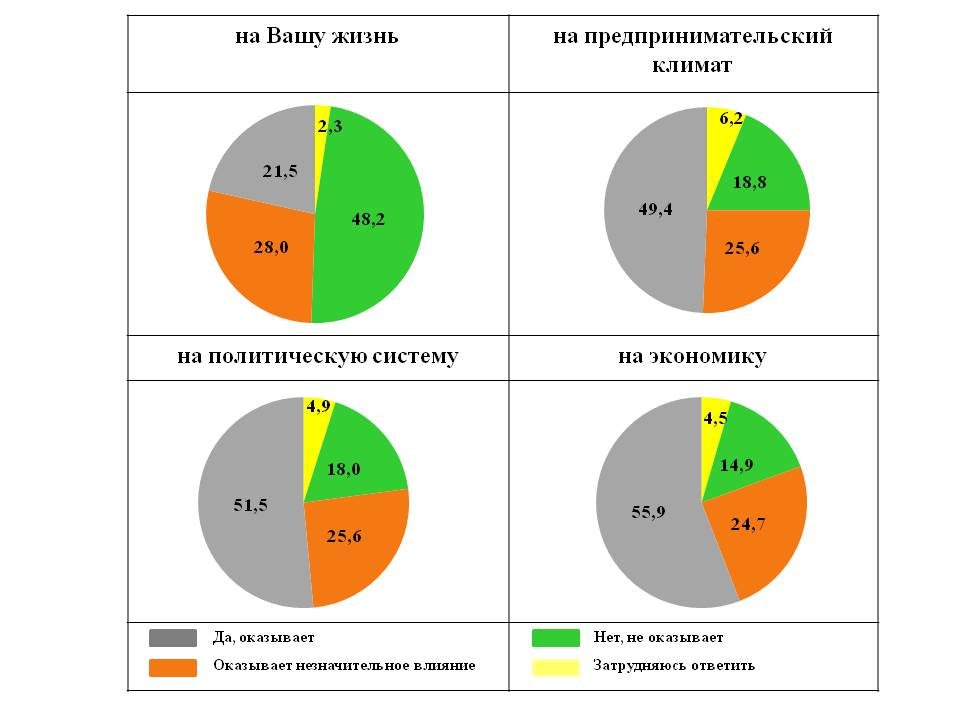 на Вашу жизнь
на предпринимательский
климат
2,3
21,5
48,2
28,0
6,2
18,8
49,4
25,6
на политическую систему
на экономику
4,9
18,0
51,5
25,6
4,5
14,9
55,9
24,7
Да, оказывает
Нет, не оказывает
Оказывает незначительное влияние
Затрудняюсь ответить